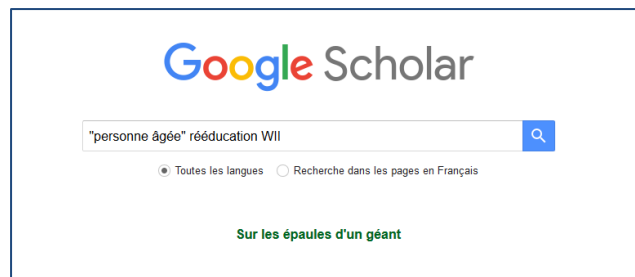 Google Scholar
"personne âgée" rééducation WII
Toutes les langues Recherche dans les pages en Français
Sur les épaules d'un géant